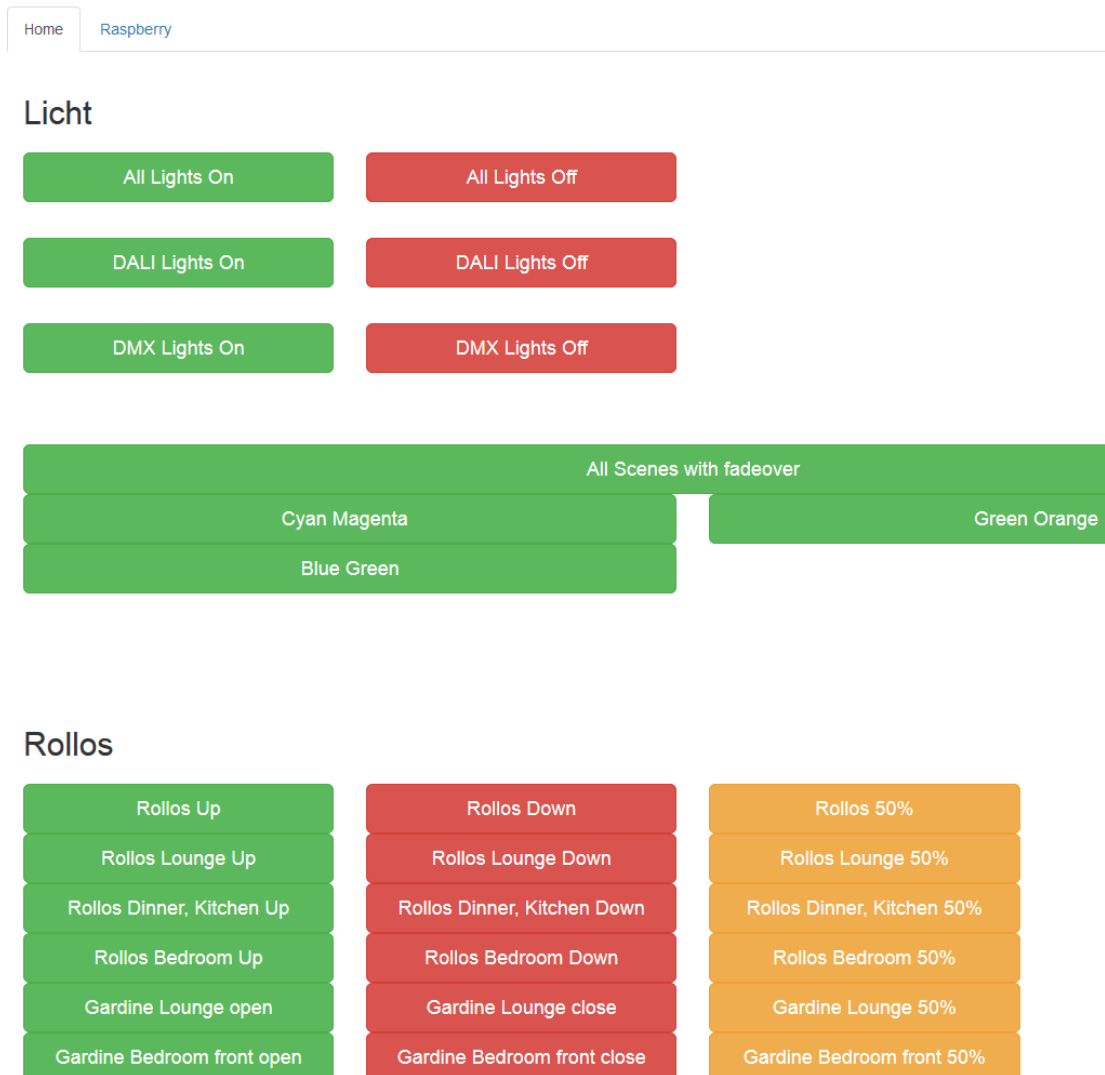 Home Raspberry
Licht
All Lights On All Lights Off
DALI Lights On DALI Lights Off
DMX Lights On DMX Lights Off
All Scenes with fadeover
Cyan Magenta Green Orange
Blue Green
Rollos
Rollos Up Rollos Down Rollos 50%
Rollos Lounge Up Rollos Lounge Down Rollos Lounge 50%
Rollos Dinner, Kitchen Up Rollos Dinner, Kitchen Down Rollos Dinner, Kitchen 50%
Rollos Bedroom Up Rollos Bedroom Down Rollos Bedroom 50%
Gardine Lounge open Gardine Lounge close Gardine Lounge 50%
Gardine Bedroom front open Gardine Bedroom front close Gardine Bedroom front 50%